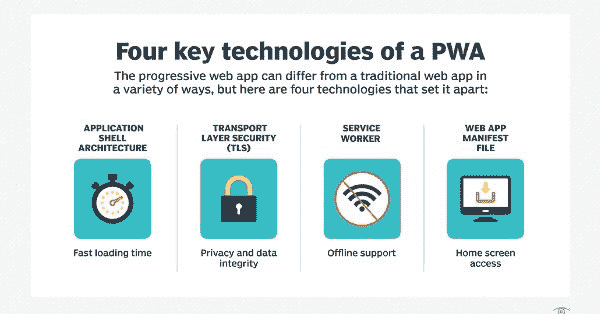 Four key technologies of a PWA
The progressive web app can differ from a traditional web app in
a variety of ways, but here are four technologies that set it apart:
APPLICATION
SHELL
ARCHITECTURE
Fast loading time
TRANSPORT
LAYER SECURITY
(TLS)
Privacy and data
integrity
SERVICE
WORKER
Offline support
WEB APP
MANIFEST
FILE
Home screen
access